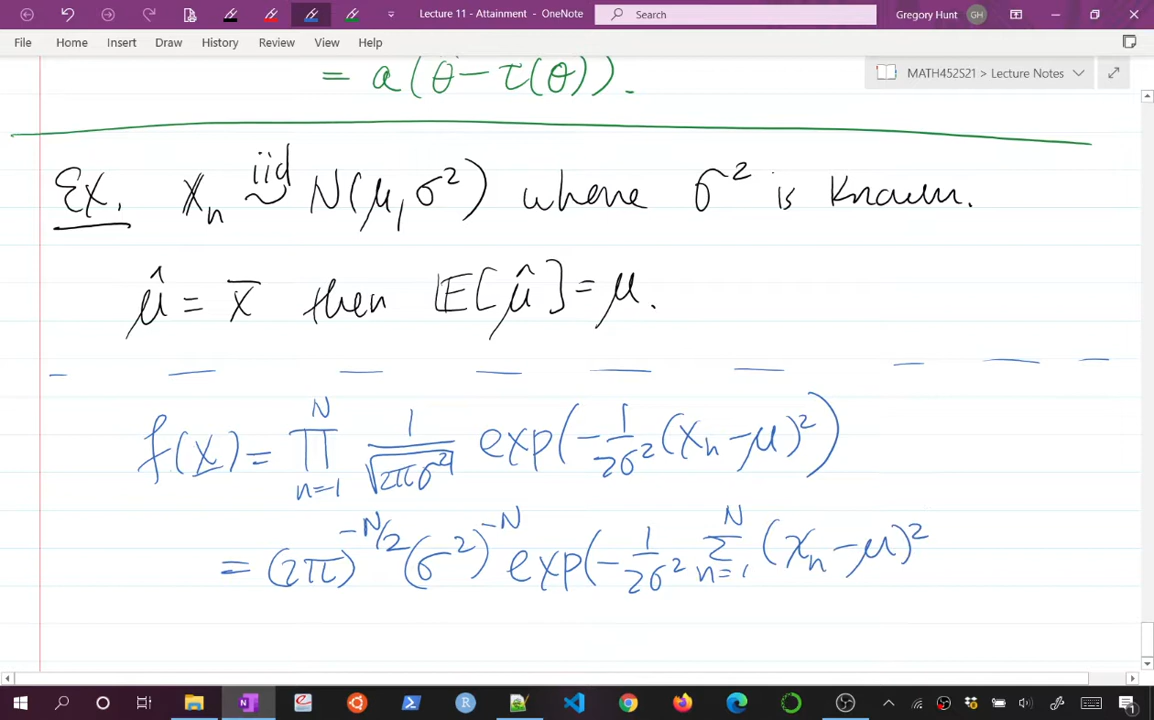 Lecture 11 - Attainment - OneNote
Search
Gregory Hunt GH
File Home Insert Draw History Review View Help
MATH452S21 > Lecture Notes
= a(θ̂ - τ(θ)).
Ex. Xₙ iid ~ N(μ, σ²) where σ² is known.
μ̂ = x̄ then E[μ̂] = μ.
f(x) = ∏_{n=1}^{N} 1/√(2πσ²) exp(-1/(2σ²) (xₙ-μ)²)
= (2π)^{-N/2} (σ²)^{-N} exp(-1/(2σ²) ∑_{n=1}^{N} (xₙ-μ)²
1